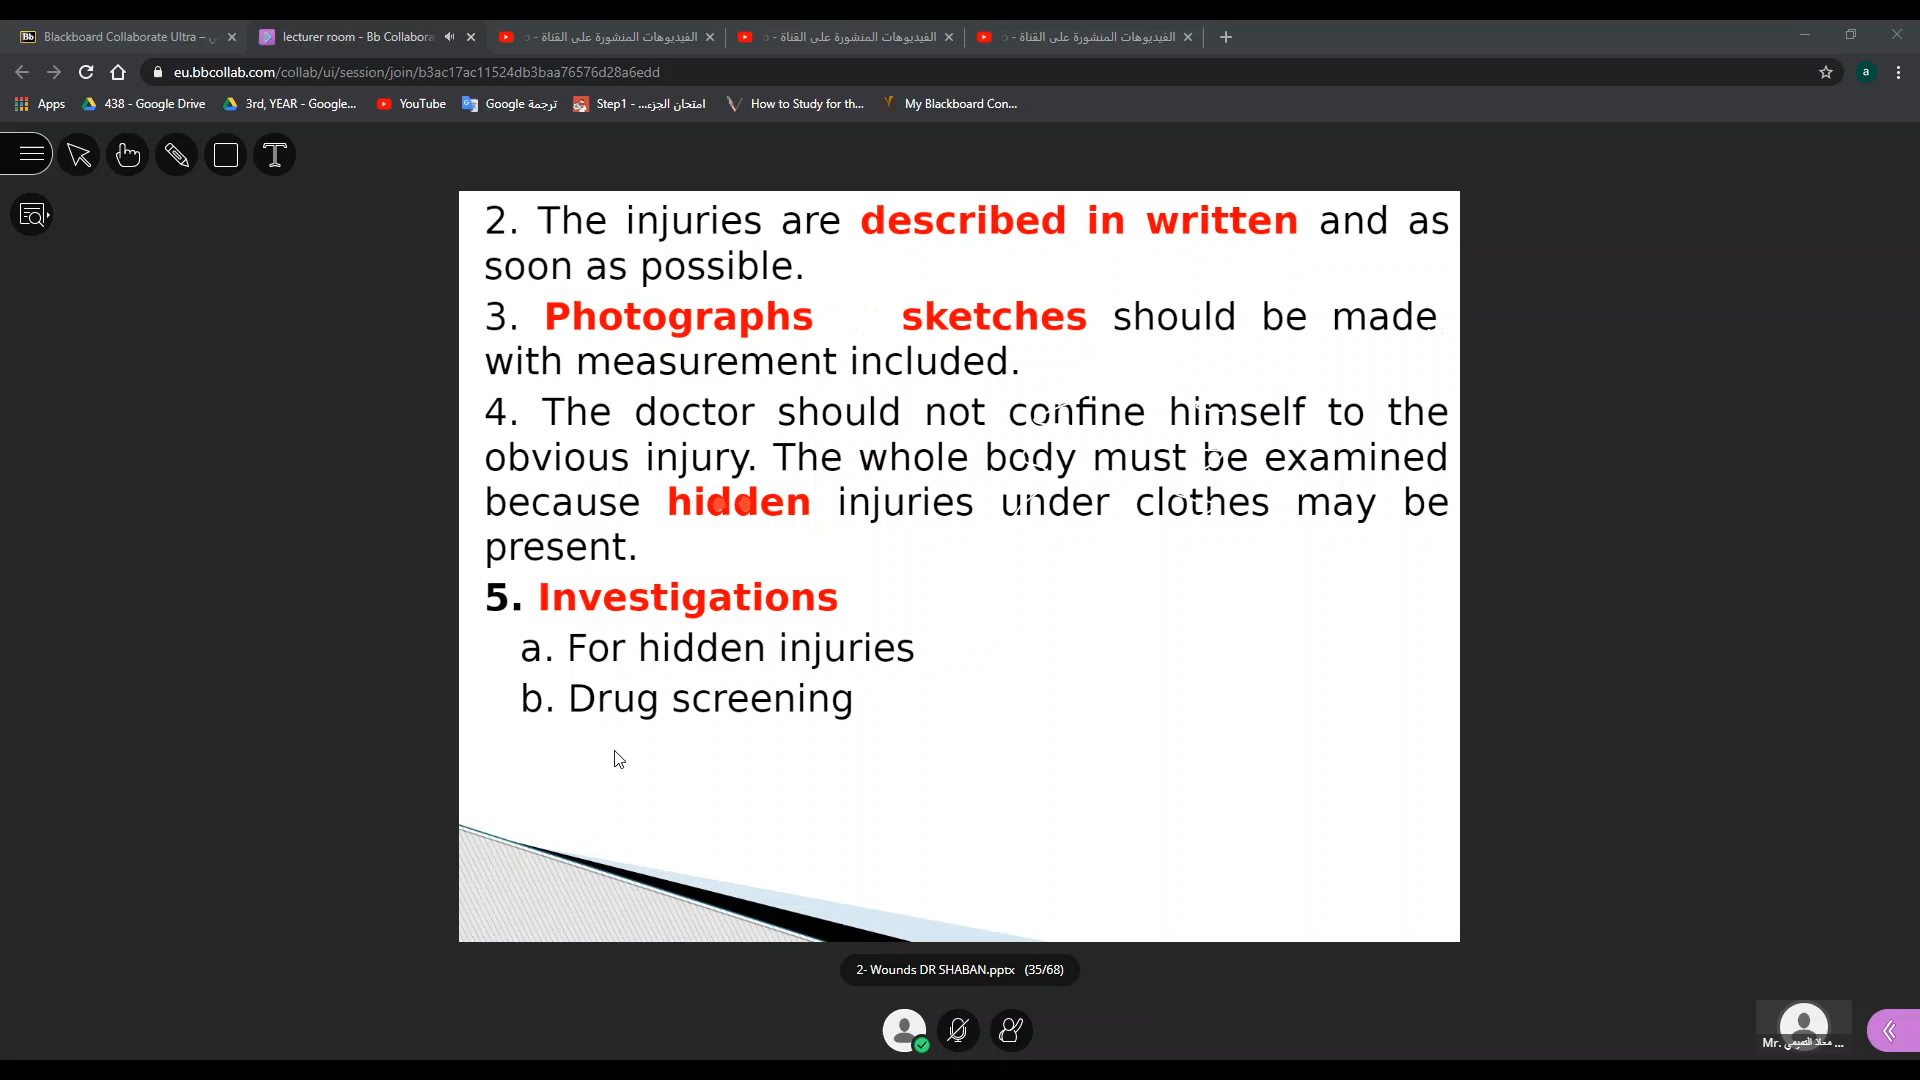 Blackboard Collaborate Ultra –
lecturer room - Bb Collabora
الفيديوهات المنشورة على القناة -
الفيديوهات المنشورة على القناة -
الفيديوهات المنشورة على القناة -
eu.bbcollab.com/collab/ui/session/join/b3ac17ac11524db3baa76576d28a6edd
a
Apps
438 - Google Drive
3rd, YEAR - Google...
YouTube
ترجمة Google
امتحان الجزء... - Step1
How to Study for th...
My Blackboard Con...
2. The injuries are described in written and as
soon as possible.
3. Photographs sketches should be made
with measurement included.
4. The doctor should not confine himself to the
obvious injury. The whole body must be examined
because hidden injuries under clothes may be
present.
5. Investigations
a. For hidden injuries
b. Drug screening
2- Wounds DR SHABAN.pptx (35/68)
Mr.